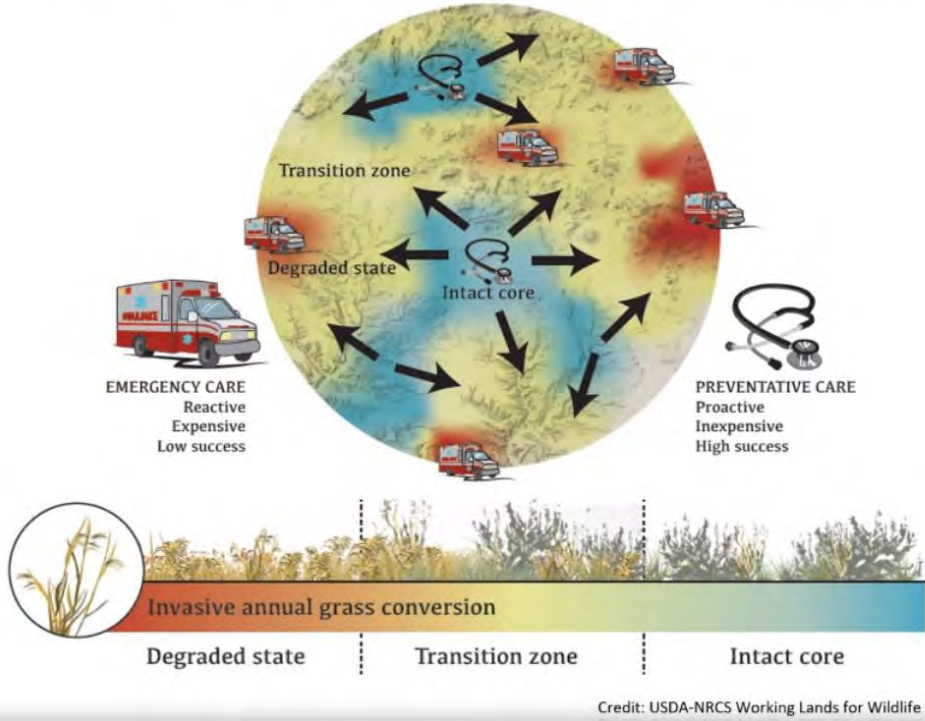 Transition zone
Degraded state
Intact core
AMBULANCE
EMERGENCY CARE
Reactive
Expensive
Low success
PREVENTATIVE CARE
Proactive
Inexpensive
High success
Invasive annual grass conversion
Degraded state
Transition zone
Intact core
Credit: USDA-NRCS Working Lands for Wildlife